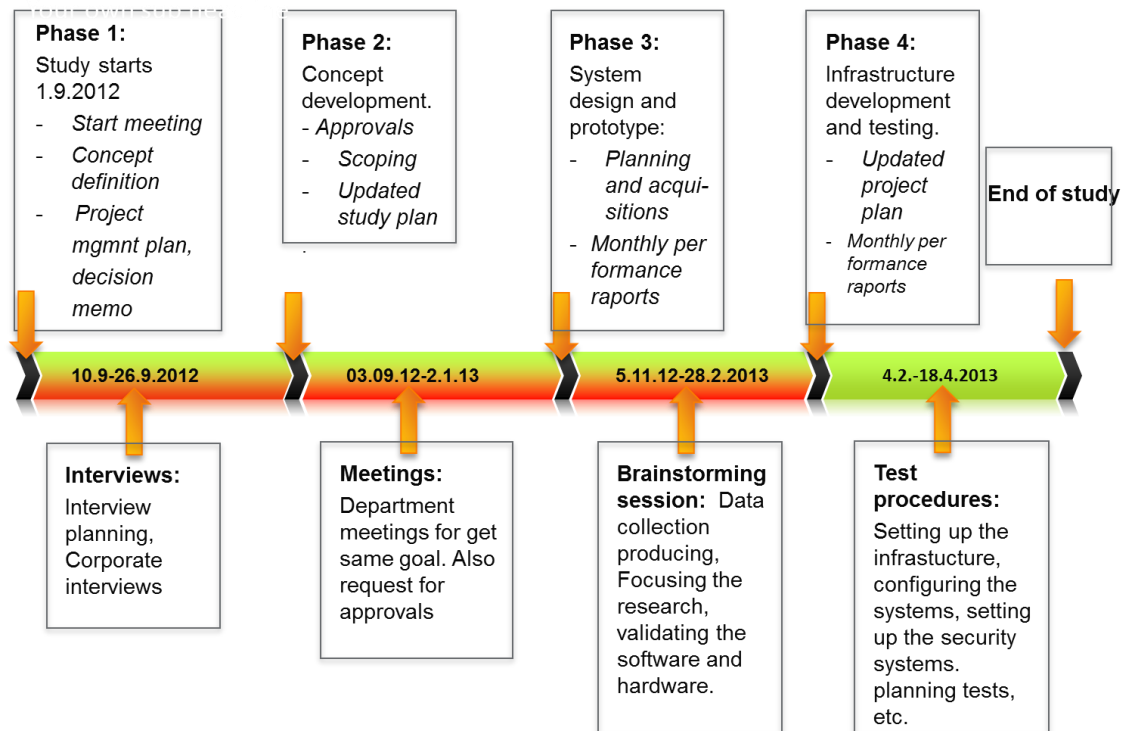 Phase 1:
Study starts
1.9.2012
- Start meeting
- Concept
definition
- Project
mgmnt plan,
decision
memo
Phase 2:
Concept
development.
- Approvals
- Scoping
- Updated
study plan
.
Phase 3:
System
design and
prototype:
- Planning
and acqui-
sitions
- Monthly per
formance
raports
Phase 4:
Infrastructure
development
and testing.
- Updated
project
plan
- Monthly per
formance
raports
End of study
10.9-26.9.2012
03.09.12-2.1.13
5.11.12-28.2.2013
4.2.-18.4.2013
Interviews:
Interview
planning,
Corporate
interviews
Meetings:
Department
meetings for get
same goal. Also
request for
approvals
Brainstorming
session: Data
collection
producing,
Focusing the
research,
validating the
software and
hardware.
Test
procedures:
Setting up the
infrastucture,
configuring the
systems, setting
up the security
systems.
planning tests,
etc.